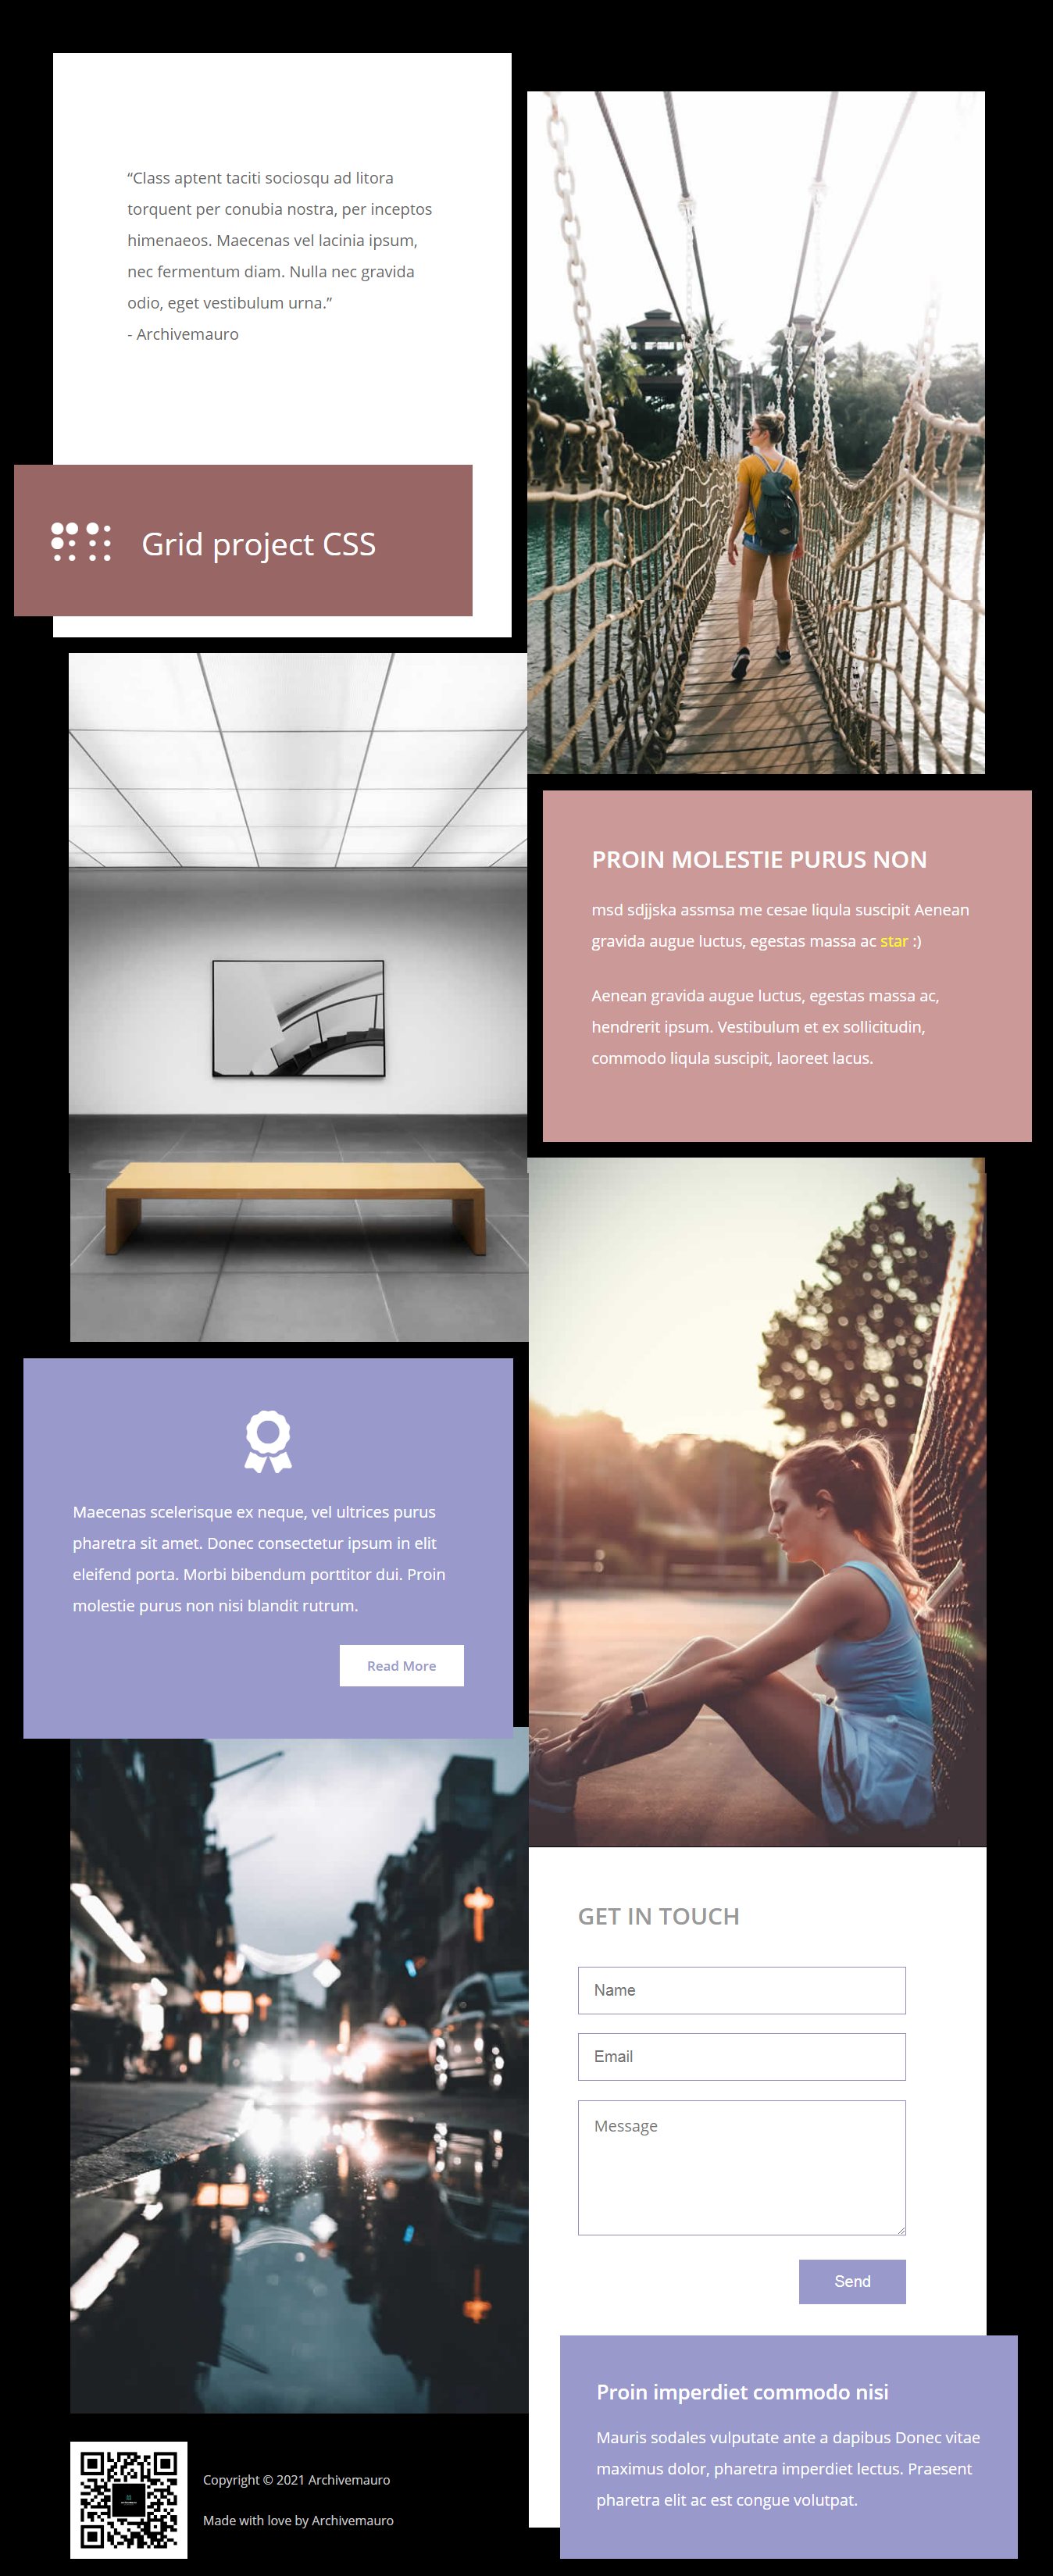 “Class aptent taciti sociosqu ad litora
torquent per conubia nostra, per inceptos
himenaeos. Maecenas vel lacinia ipsum,
nec fermentum diam. Nulla nec gravida
odio, eget vestibulum urna.”
- Archivemauro
Grid project CSS
PROIN MOLESTIE PURUS NON
msd sdjjska assmsa me cesae liqula suscipit Aenean
gravida augue luctus, egestas massa ac star :)
Aenean gravida augue luctus, egestas massa ac,
hendrerit ipsum. Vestibulum et ex sollicitudin,
commodo liqula suscipit, laoreet lacus.
Maecenas scelerisque ex neque, vel ultrices purus
pharetra sit amet. Donec consectetur ipsum in elit
eleifend porta. Morbi bibendum porttitor dui. Proin
molestie purus non nisi blandit rutrum.
Read More
GET IN TOUCH
Name
Email
Message
Send
Proin imperdiet commodo nisi
Mauris sodales vulputate ante a dapibus Donec vitae
maximus dolor, pharetra imperdiet lectus. Praesent
pharetra elit ac est congue volutpat.
Copyright © 2021 Archivemauro
Made with love by Archivemauro